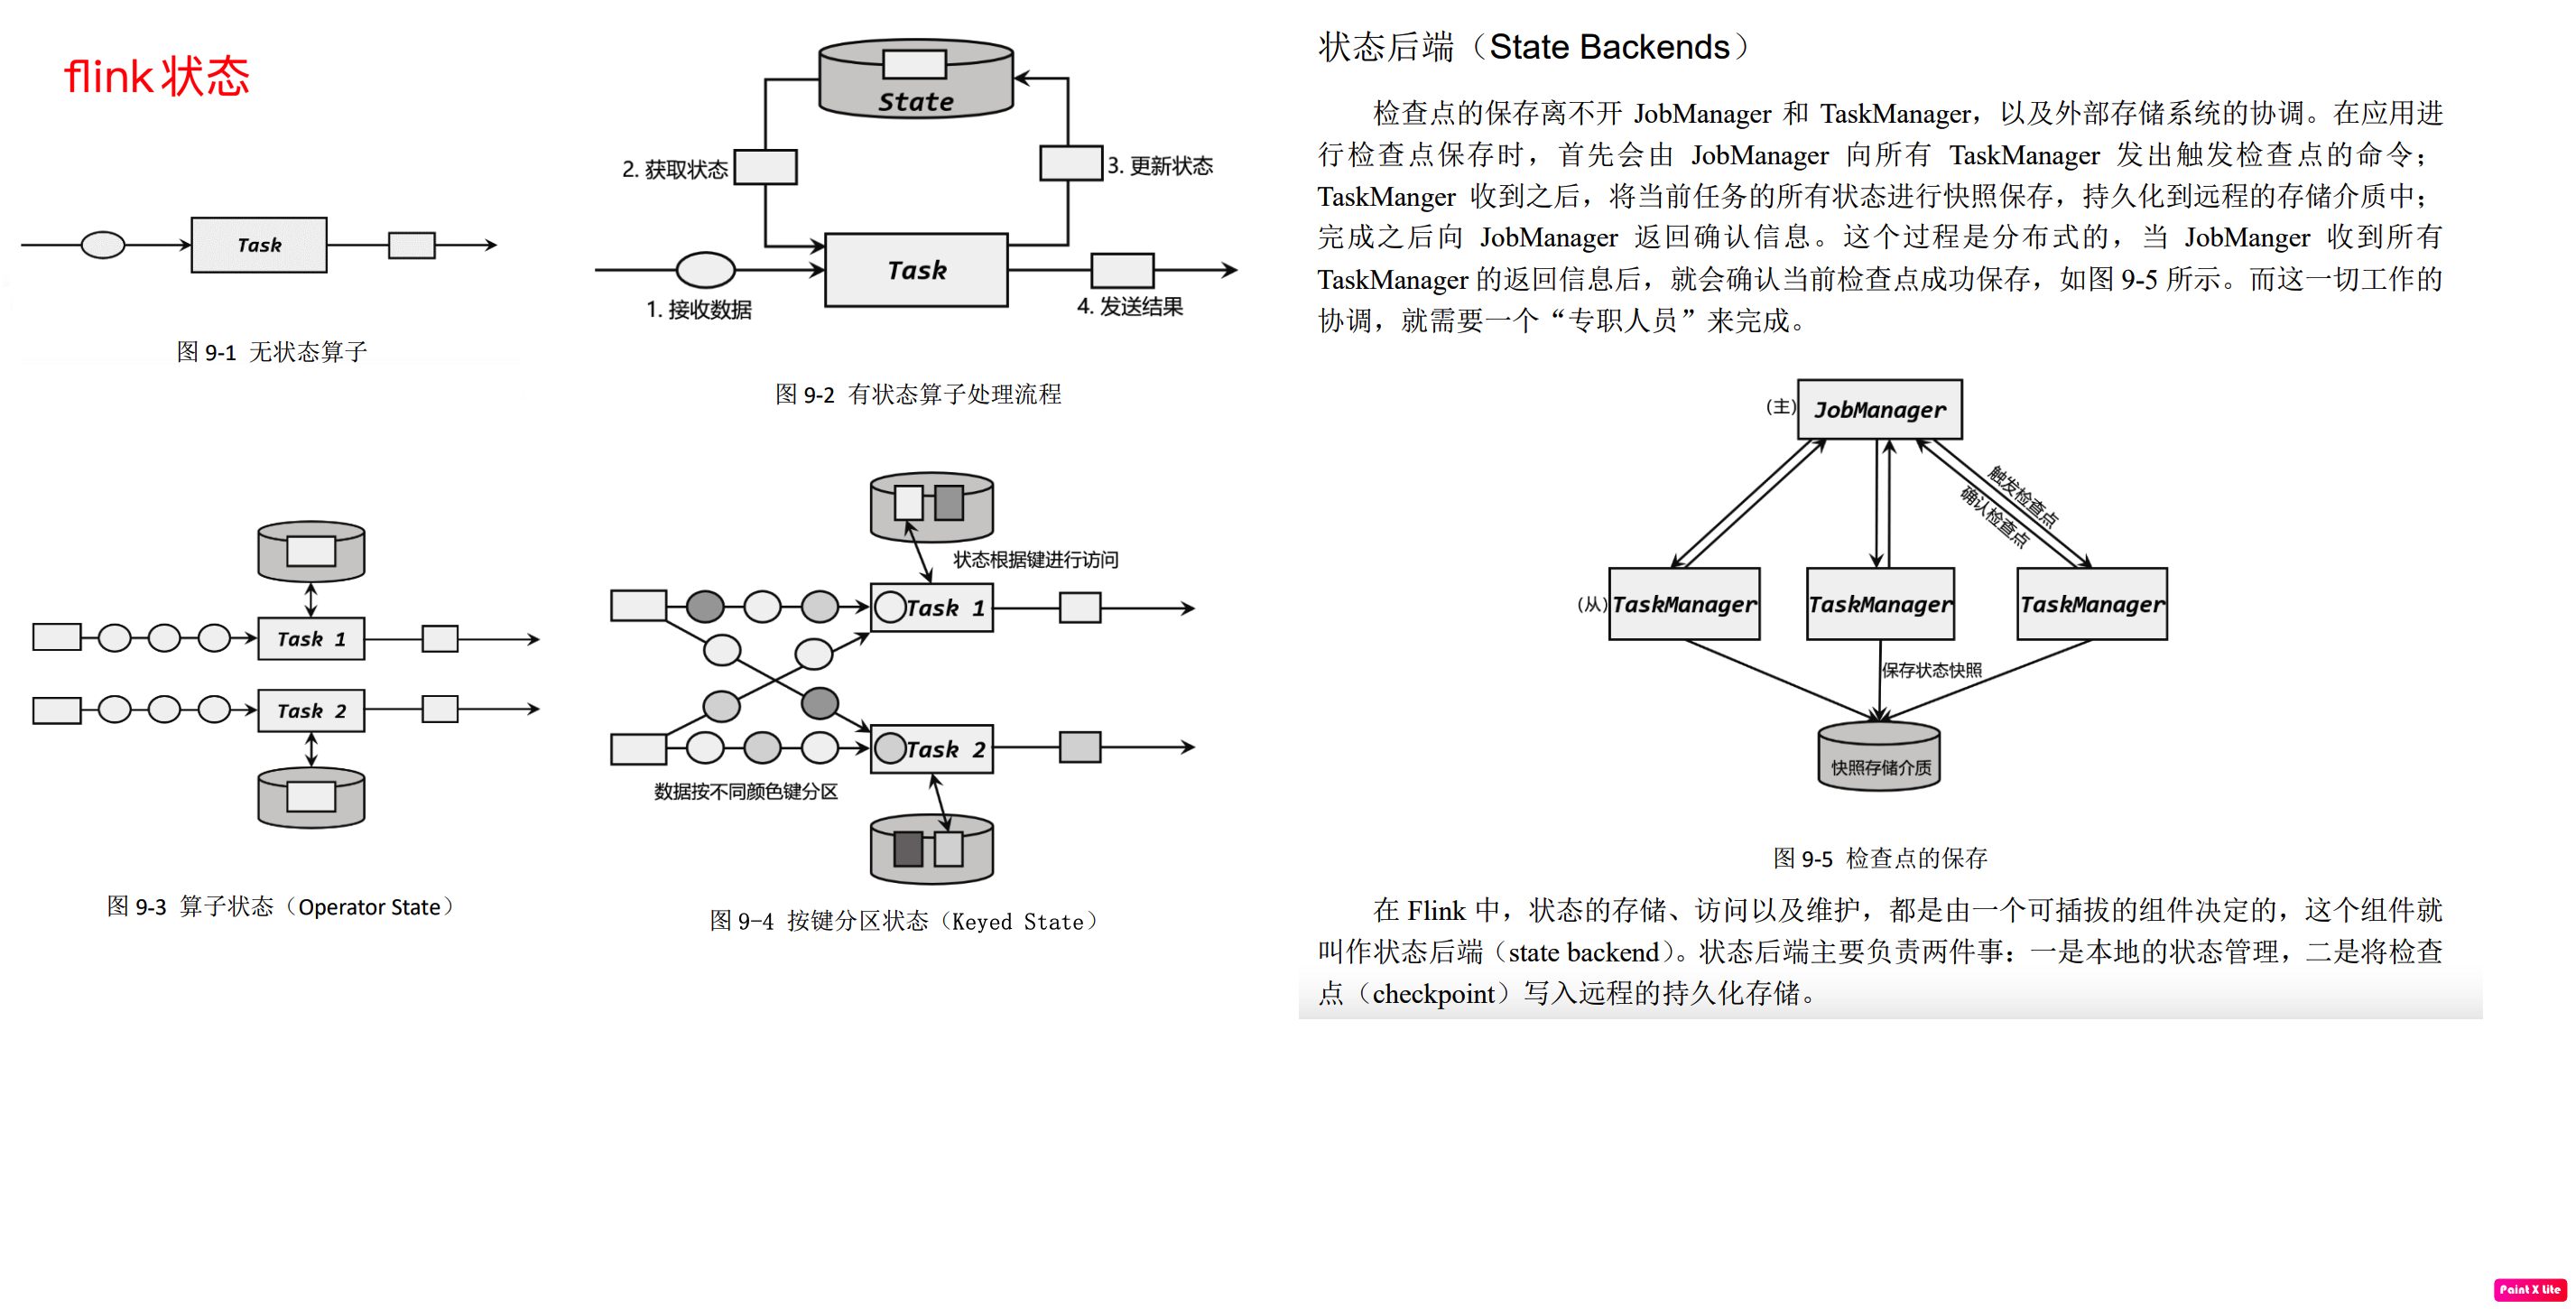 flink状态
Task
图 9-1 无状态算子
State
2. 获取状态
3. 更新状态
Task
1. 接收数据
4. 发送结果
图 9-2 有状态算子处理流程
Task 1
Task 2
图 9-3 算子状态（Operator State）
状态根据键进行访问
Task 1
Task 2
数据按不同颜色键分区
图 9-4 按键分区状态（Keyed State）
状态后端（State Backends）
检查点的保存离不开 JobManager 和 TaskManager，以及外部存储系统的协调。在应用进
行检查点保存时，首先会由 JobManager 向所有 TaskManager 发出触发检查点的命令；
TaskManger 收到之后，将当前任务的所有状态进行快照保存，持久化到远程的存储介质中；
完成之后向 JobManager 返回确认信息。这个过程是分布式的，当 JobManger 收到所有
TaskManager 的返回信息后，就会确认当前检查点成功保存，如图 9-5 所示。而这一切工作的
协调，就需要一个“专职人员”来完成。
(主) JobManager
触发检查点
确认检查点
(从) TaskManager
TaskManager
TaskManager
保存状态快照
快照存储介质
图 9-5 检查点的保存
在 Flink 中，状态的存储、访问以及维护，都是由一个可插拔的组件决定的，这个组件就
叫作状态后端（state backend）。状态后端主要负责两件事：一是本地的状态管理，二是将检查
点（checkpoint）写入远程的持久化存储。
Paint X Lite